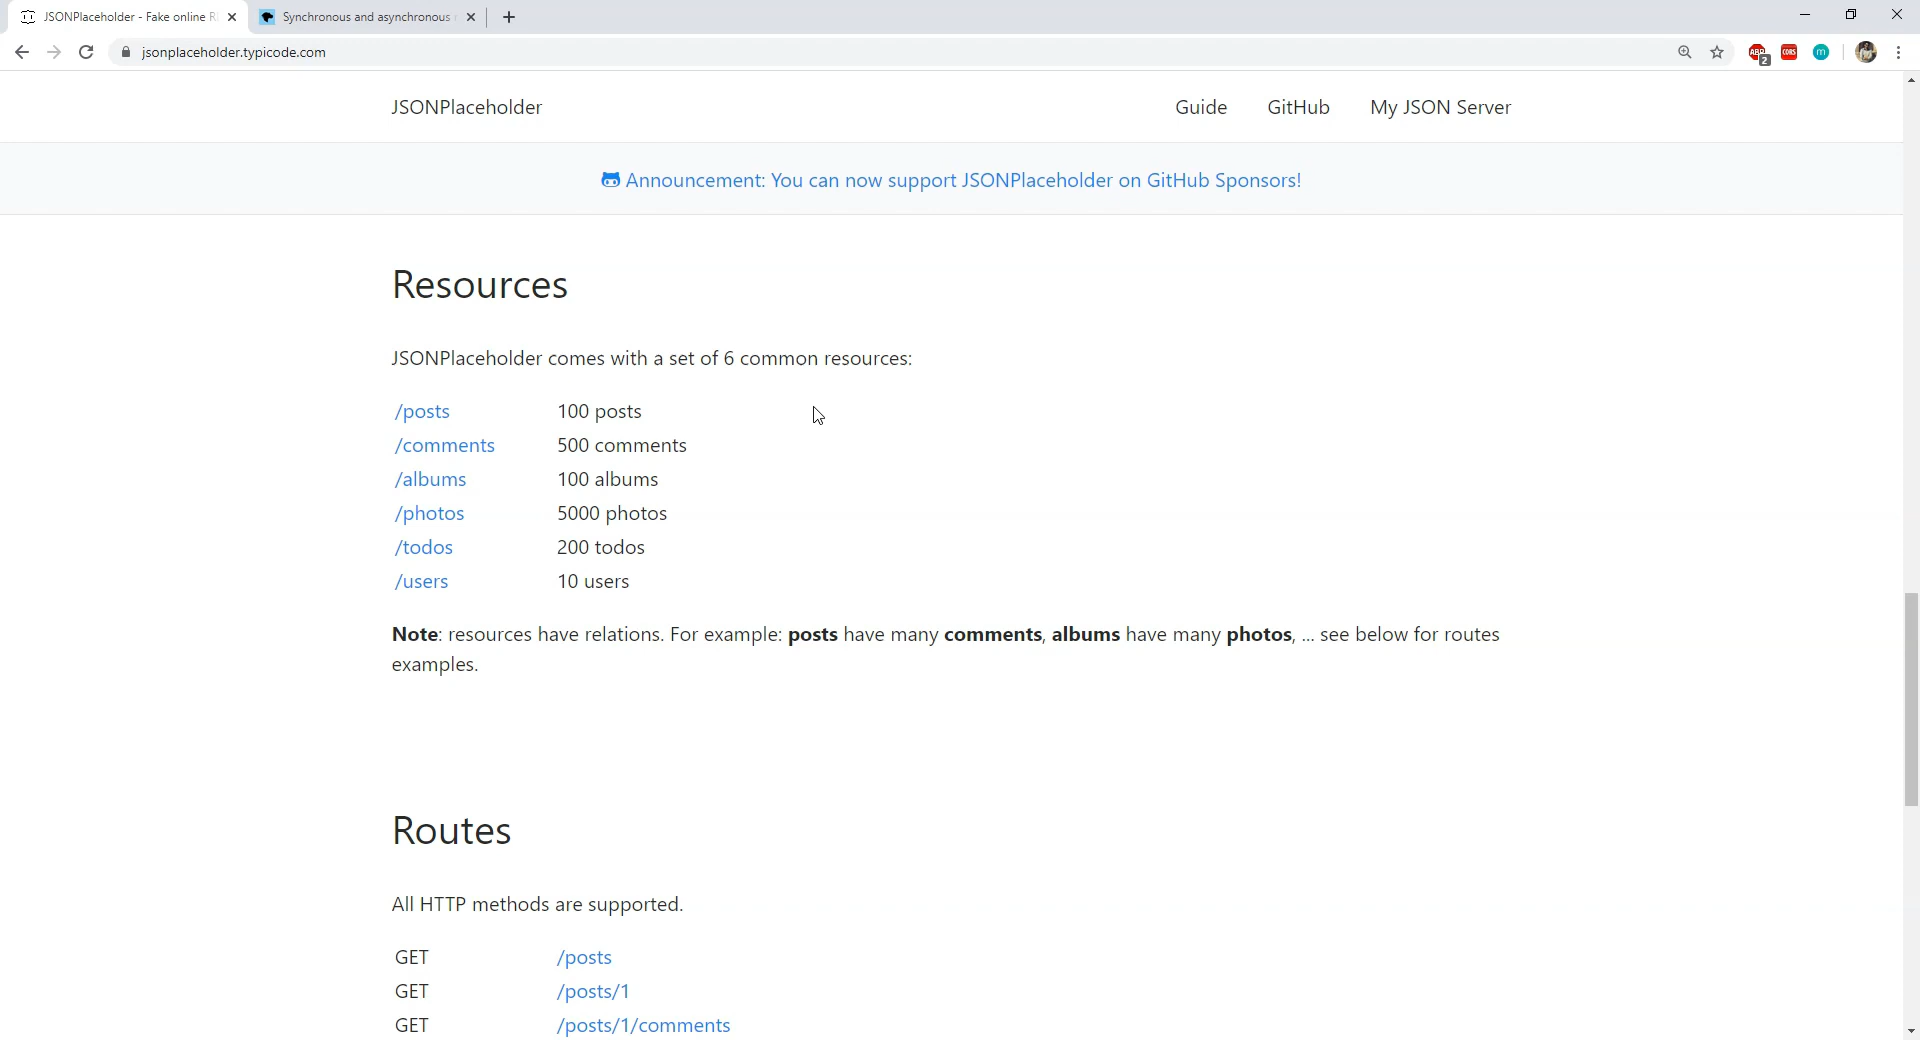 JSONPlaceholder - Fake online R
Synchronous and asynchronous
jsonplaceholder.typicode.com
ABP
2
CORS
m
JSONPlaceholder
Guide
GitHub
My JSON Server
Announcement: You can now support JSONPlaceholder on GitHub Sponsors!
Resources
JSONPlaceholder comes with a set of 6 common resources:
/posts 100 posts
/comments 500 comments
/albums 100 albums
/photos 5000 photos
/todos 200 todos
/users 10 users
Note: resources have relations. For example: posts have many comments, albums have many photos, ... see below for routes
examples.
Routes
All HTTP methods are supported.
GET /posts
GET /posts/1
GET /posts/1/comments